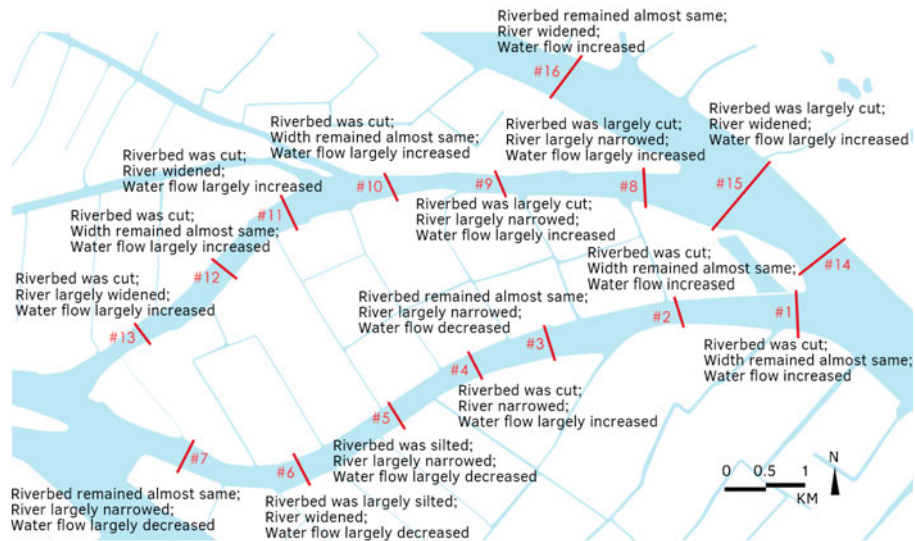 Riverbed remained almost same;
River widened;
Water flow increased
#16
Riverbed was largely cut;
River widened;
Water flow largely increased
#15
Riverbed was largely cut;
River largely narrowed;
Water flow largely increased
#8
Riverbed was cut;
Width remained almost same;
Water flow largely increased
#10
#9
Riverbed was largely cut;
River largely narrowed;
Water flow largely increased
Riverbed was cut;
River widened;
Water flow largely increased
#11
Riverbed was cut;
Width remained almost same;
Water flow largely increased
#12
Riverbed was cut;
River largely widened;
Water flow largely increased
#13
Riverbed was cut;
Width remained almost same;
Water flow increased
#2
#14
#1
Riverbed was cut;
Width remained almost same;
Water flow increased
Riverbed remained almost same;
River largely narrowed;
Water flow decreased
#3
#4
Riverbed was cut;
River narrowed;
Water flow largely increased
#5
Riverbed was silted;
River largely narrowed;
Water flow largely decreased
#6
Riverbed was largely silted;
River widened;
Water flow largely decreased
#7
Riverbed remained almost same;
River largely narrowed;
Water flow largely decreased
0 0.5 1
KM
N